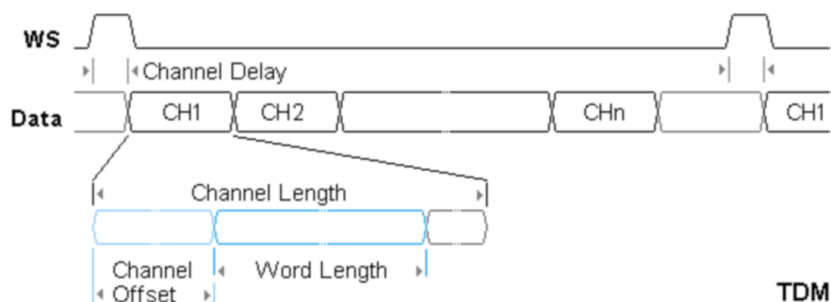 WS
Channel Delay
Data
CH1
CH2
CHn
CH1
Channel Length
Channel
Offset
Word Length
TDM